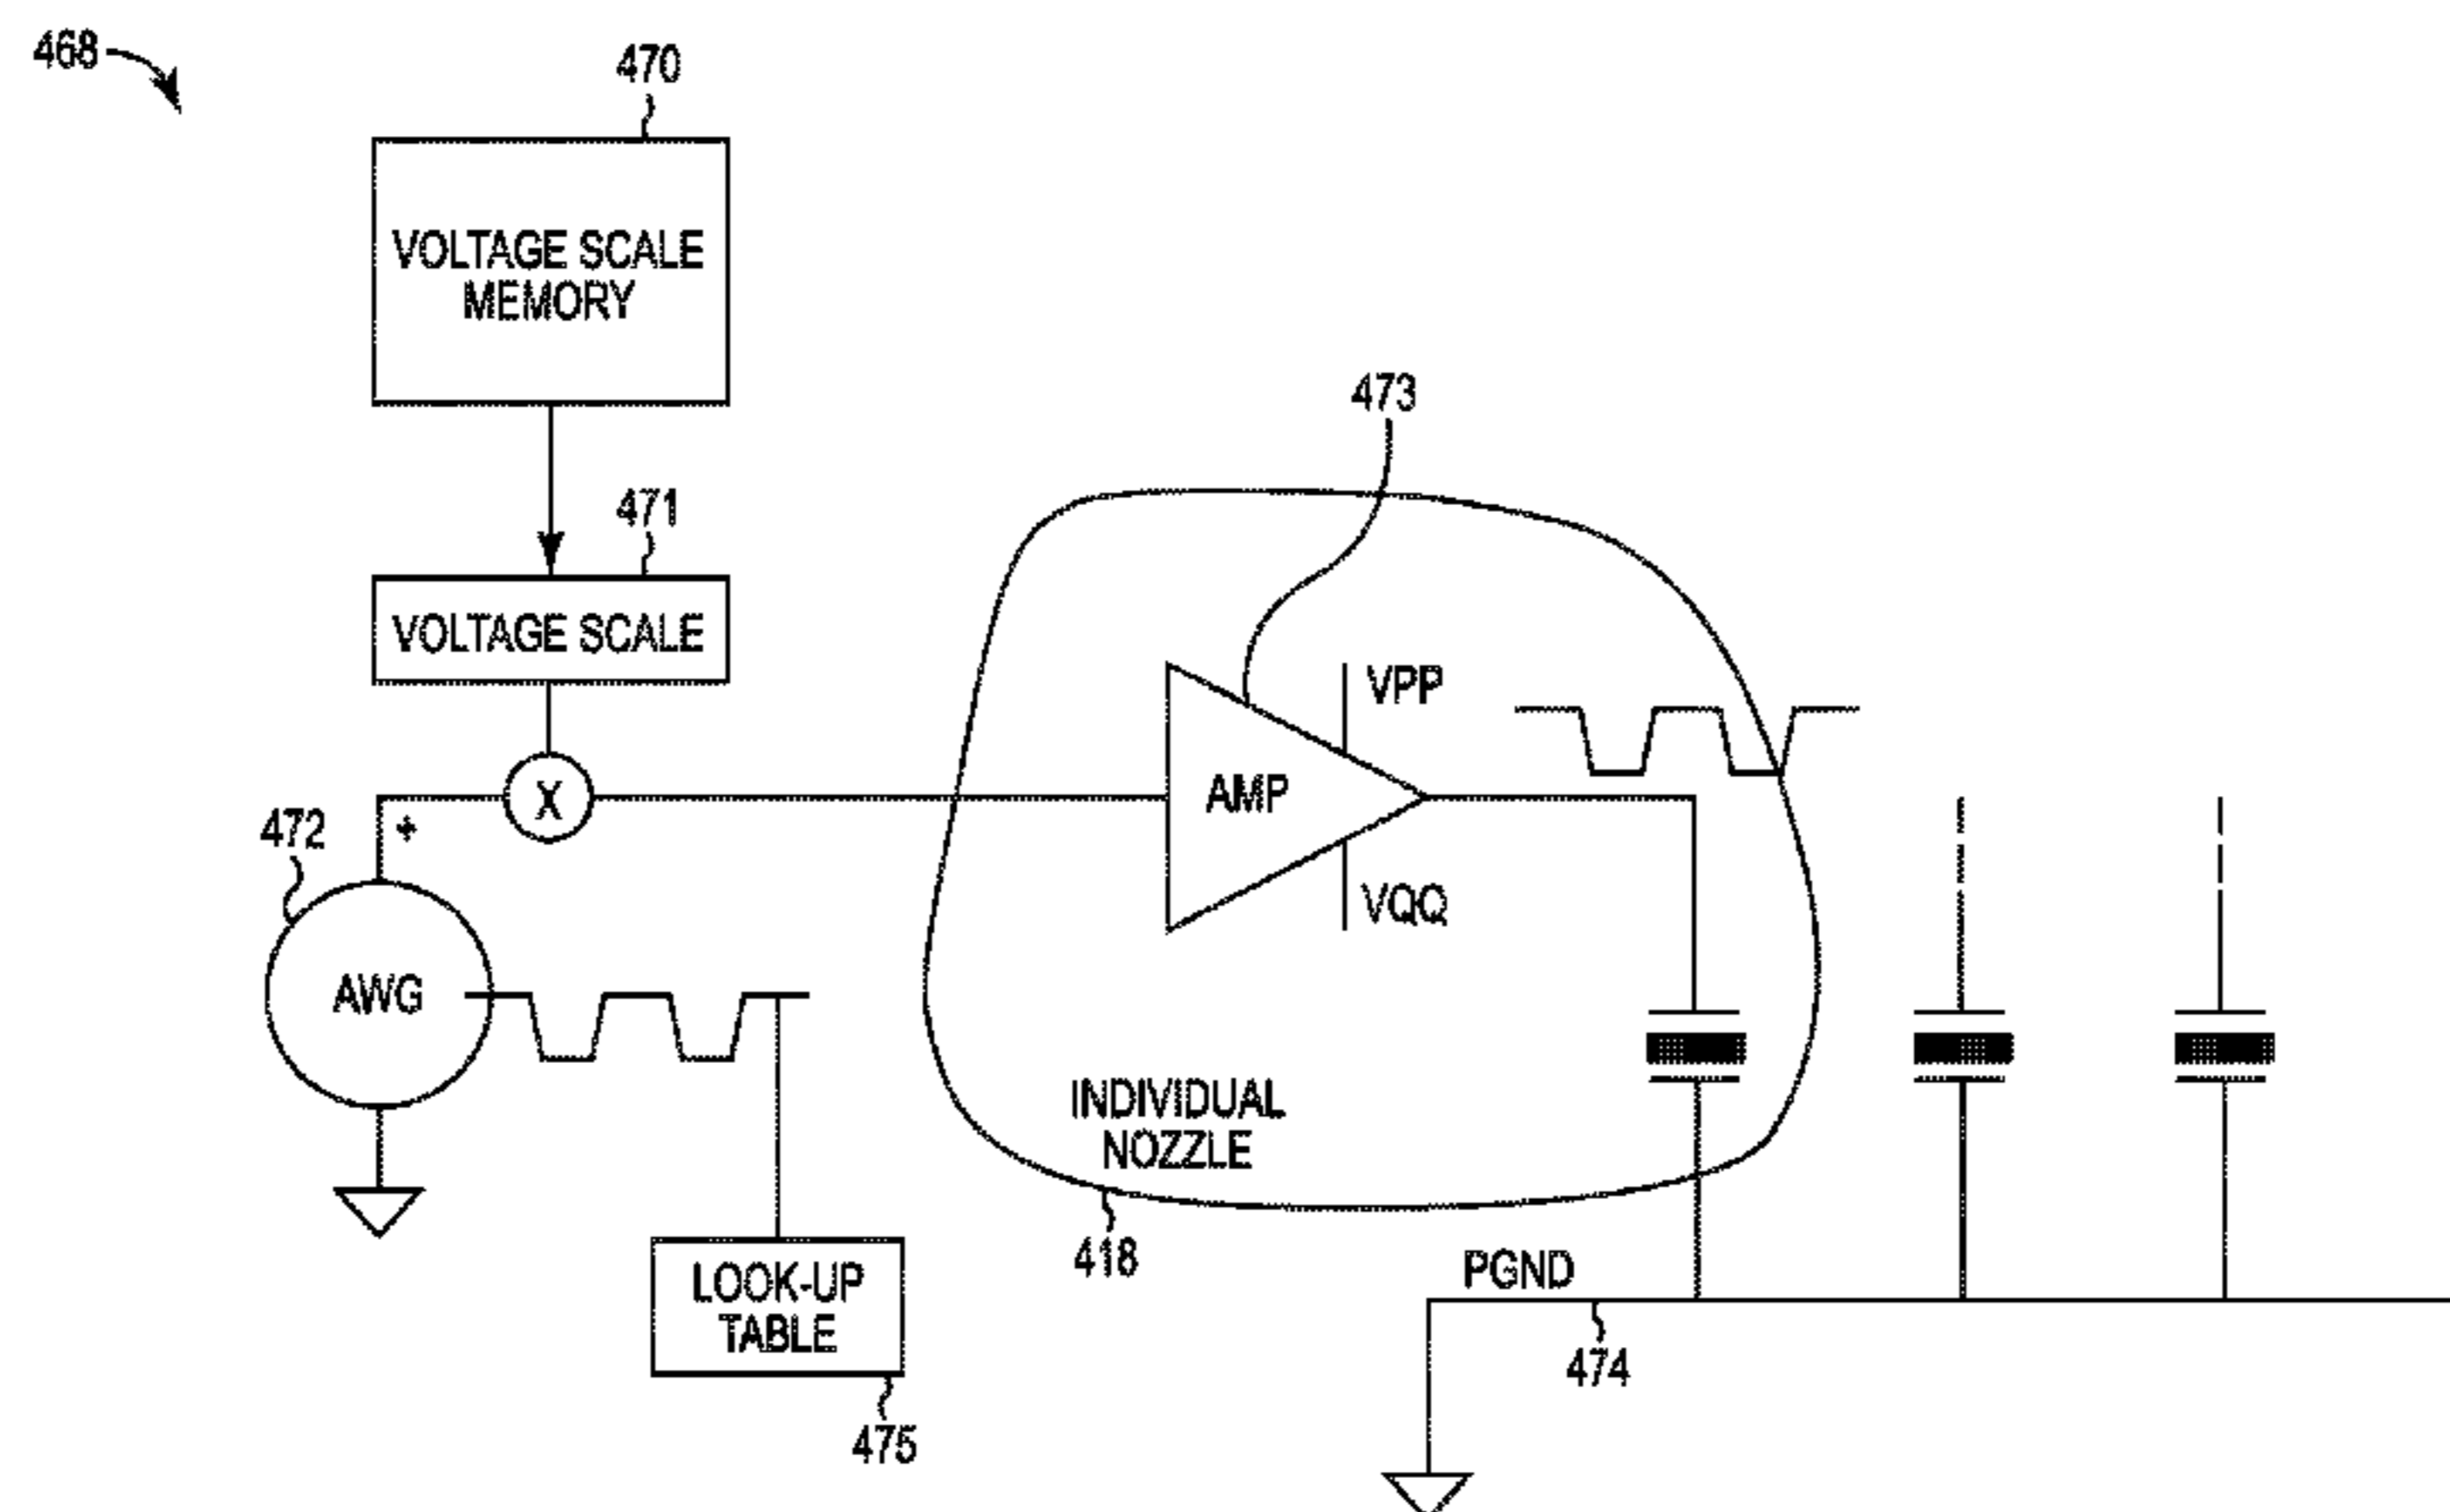 468
470
VOLTAGE SCALE
MEMORY
473
471
VOLTAGE SCALE
VPP
X
AMP
+
472
VQQ
AWG
INDIVIDUAL
NOZZLE
418
PGND
LOOK-UP
TABLE
474
475